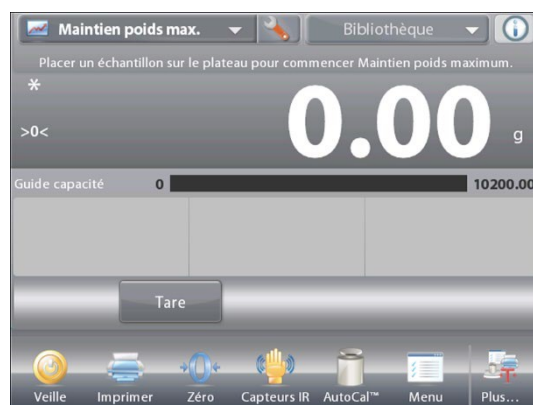 Maintien poids max. Bibliothèque
Placer un échantillon sur le plateau pour commencer Maintien poids maximum.
*
>0<
0.00 g
Guide capacité 0 10200.00
Tare
Veille Imprimer Zéro Capteurs IR AutoCal™ Menu Plus...